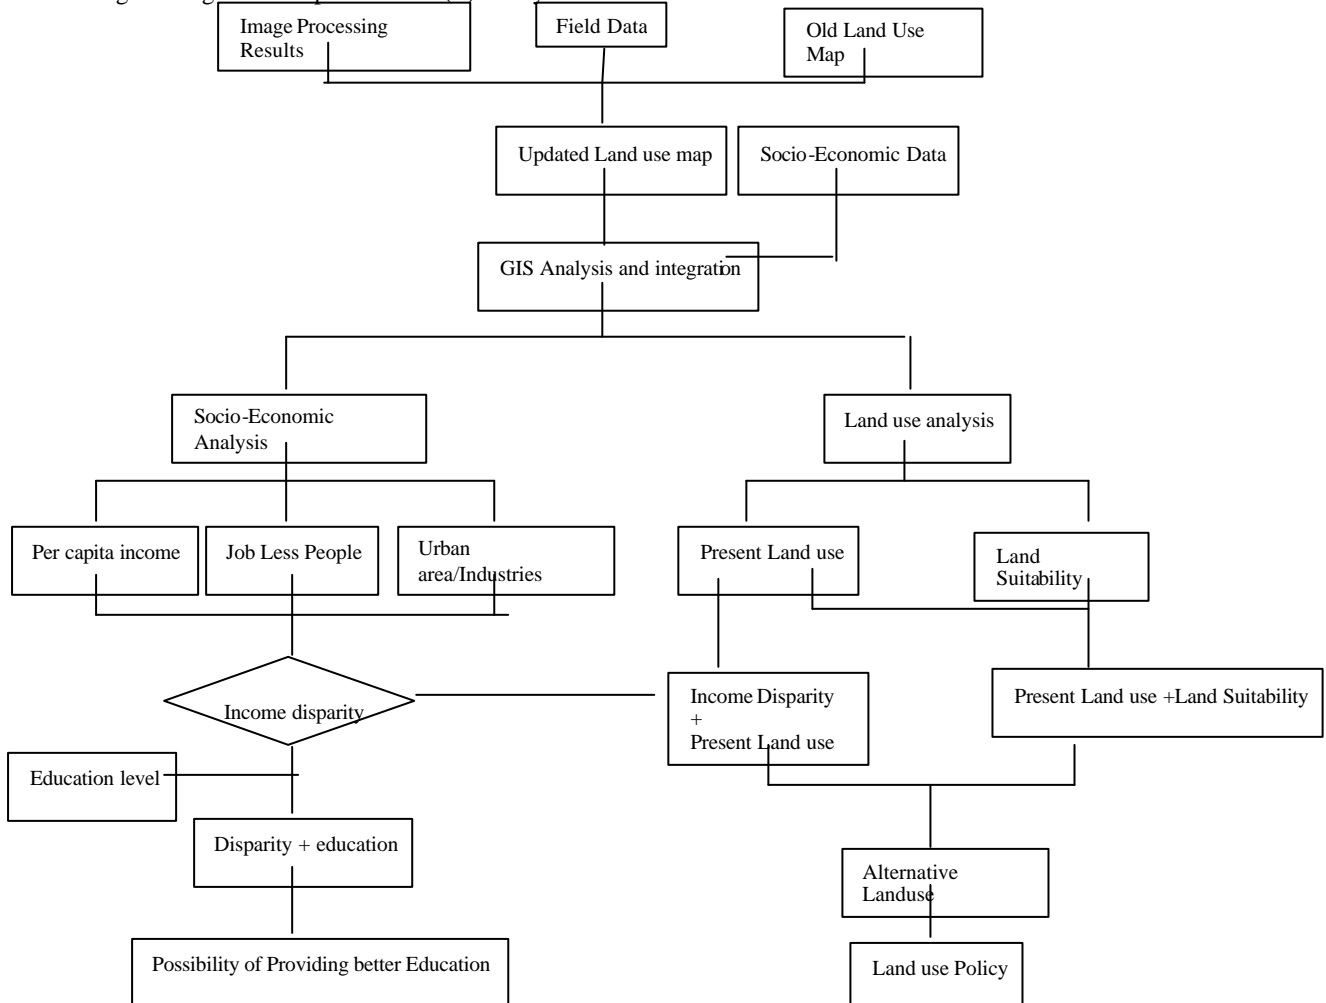 Image Processing
Results
Field Data
Old Land Use
Map
Updated Land use map
Socio-Economic Data
GIS Analysis and integration
Socio-Economic
Analysis
Land use analysis
Per capita income
Job Less People
Urban
area/Industries
Present Land use
Land
Suitability
Income disparity
Income Disparity
+
Present Land use
Present Land use +Land Suitability
Education level
Disparity + education
Alternative
Landuse
Possibility of Providing better Education
Land use Policy